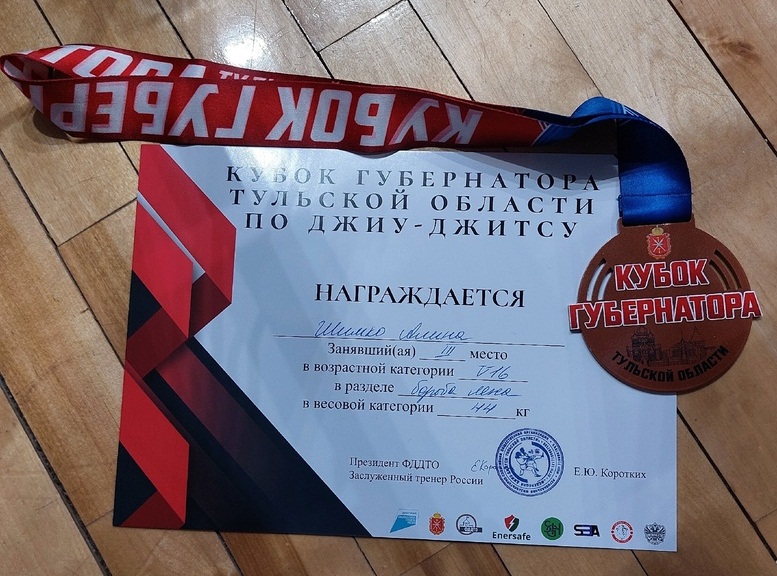 КУБОК ГУБЕРНАТОРА
КУБОК ГУБЕРНАТОРА
ТУЛЬСКОЙ ОБЛАСТИ
ПО ДЖИУ-ДЖИТСУ
НАГРАЖДАЕТСЯ
Шимко Алина
Занявший(ая) III место
в возрастной категории U16
в разделе борьба лежа
в весовой категории 44 кг
Президент ФДДТО
Заслуженный тренер России
Е.Ю. Коротких
Enersafe
SBA
КУБОК
ГУБЕРНАТОРА
ТУЛЬСКОЙ ОБЛАСТИ